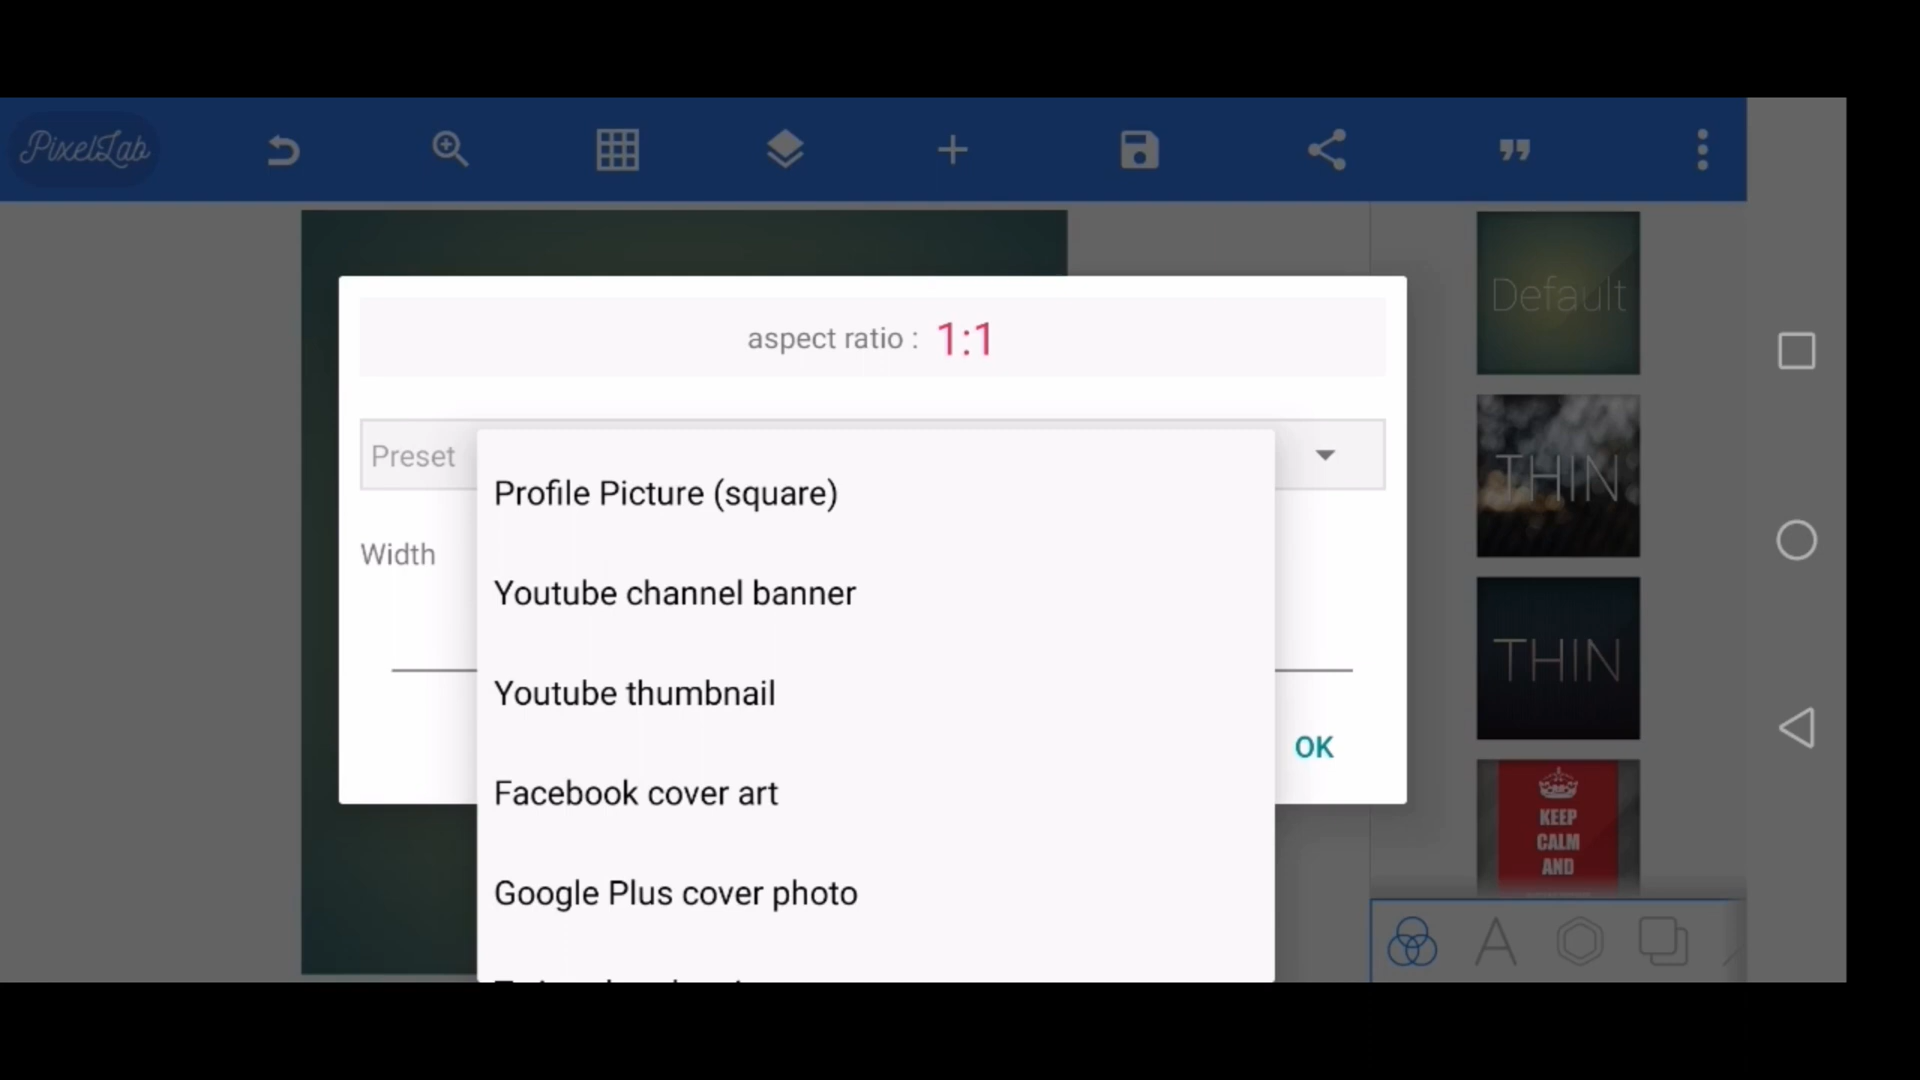 PixelLab
aspect ratio : 1:1
Preset
Profile Picture (square)
Width
Youtube channel banner
Youtube thumbnail
OK
Facebook cover art
Google Plus cover photo
Default
THIN
THIN
KEEP
CALM
AND